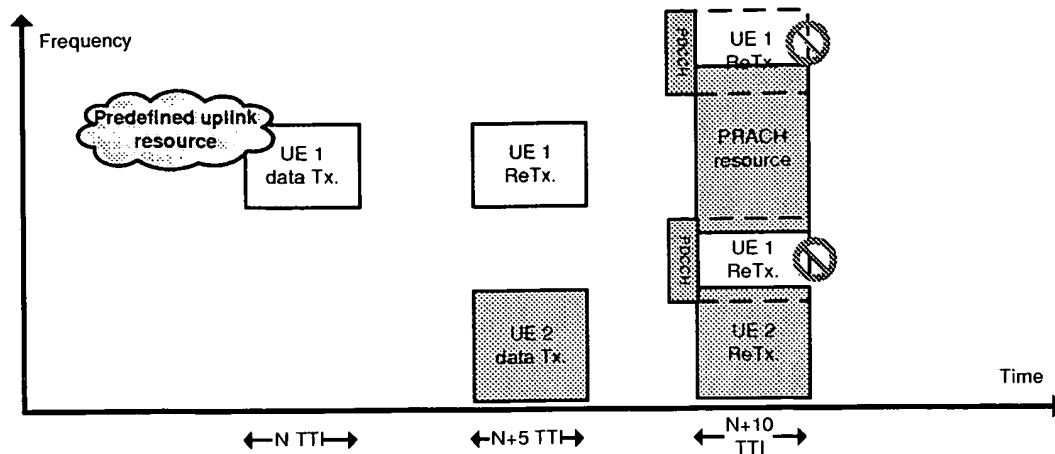 Frequency
Predefined uplink
resource
UE 1
data Tx.
UE 1
ReTx.
UE 2
data Tx.
PDCCH
UE 1
ReTx.
PRACH
resource
PDCCH
UE 1
ReTx.
UE 2
ReTx.
Time
N TTI
N+5 TTI
N+10
TTI